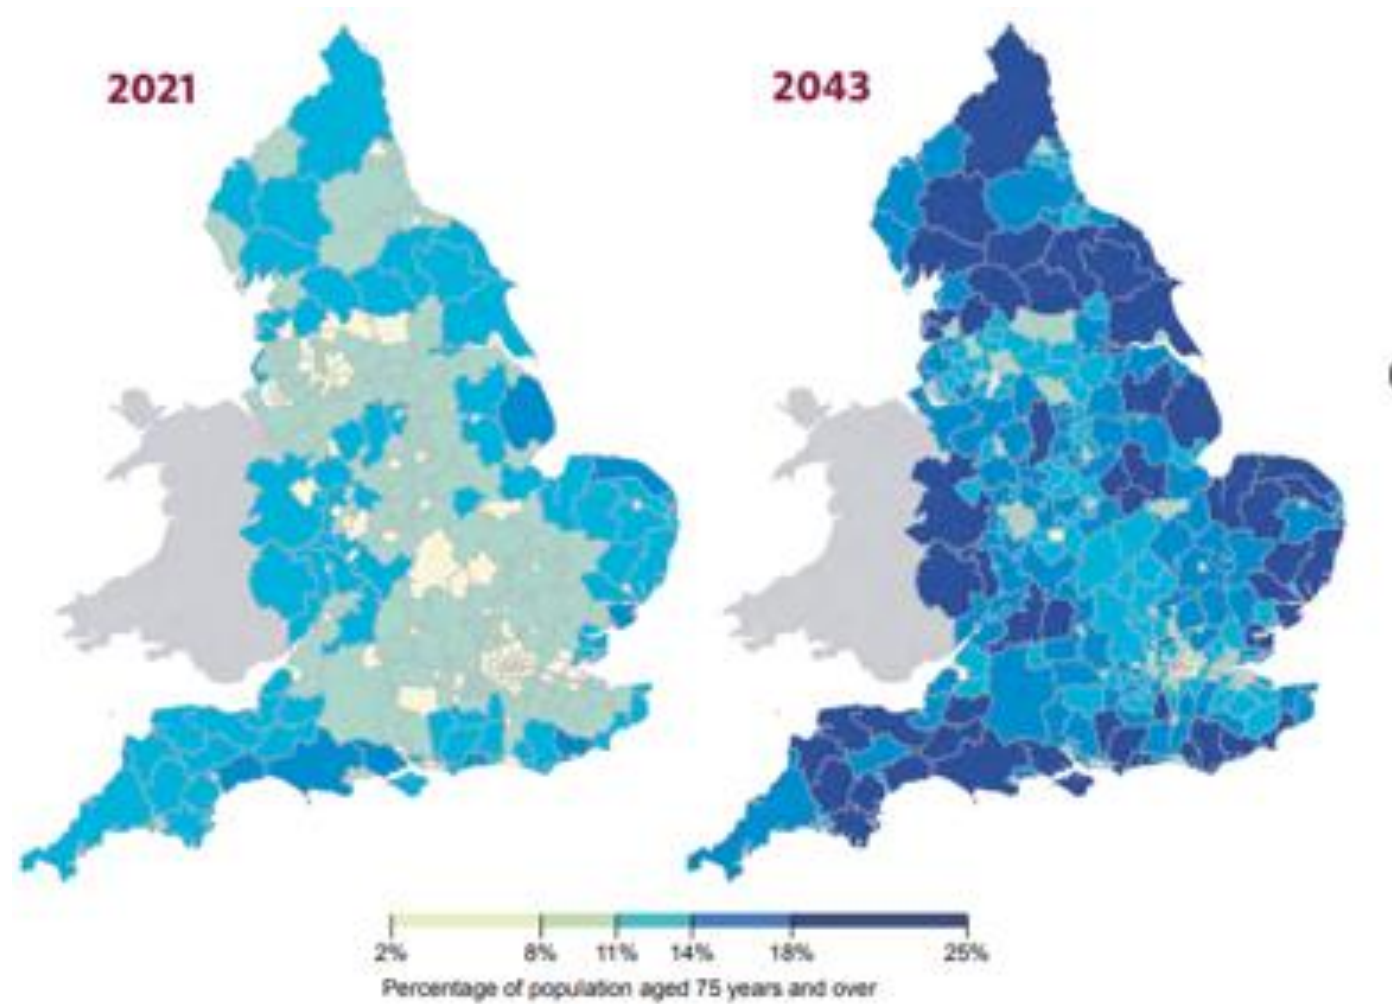 2021
2043
2% 8% 11% 14% 18% 25%
Percentage of population aged 75 years and over